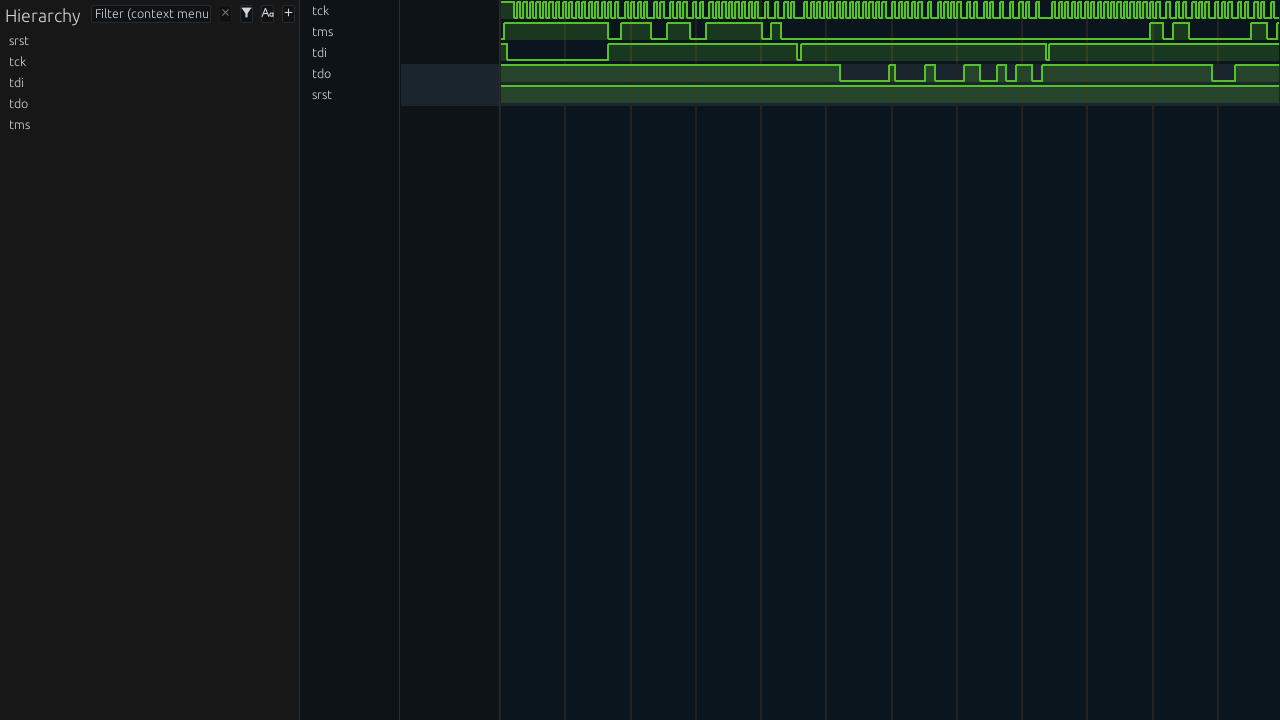 Hierarchy
Filter (context menu
Aa
+
srst
tck
tdi
tdo
tms
tck
tms
tdi
tdo
srst